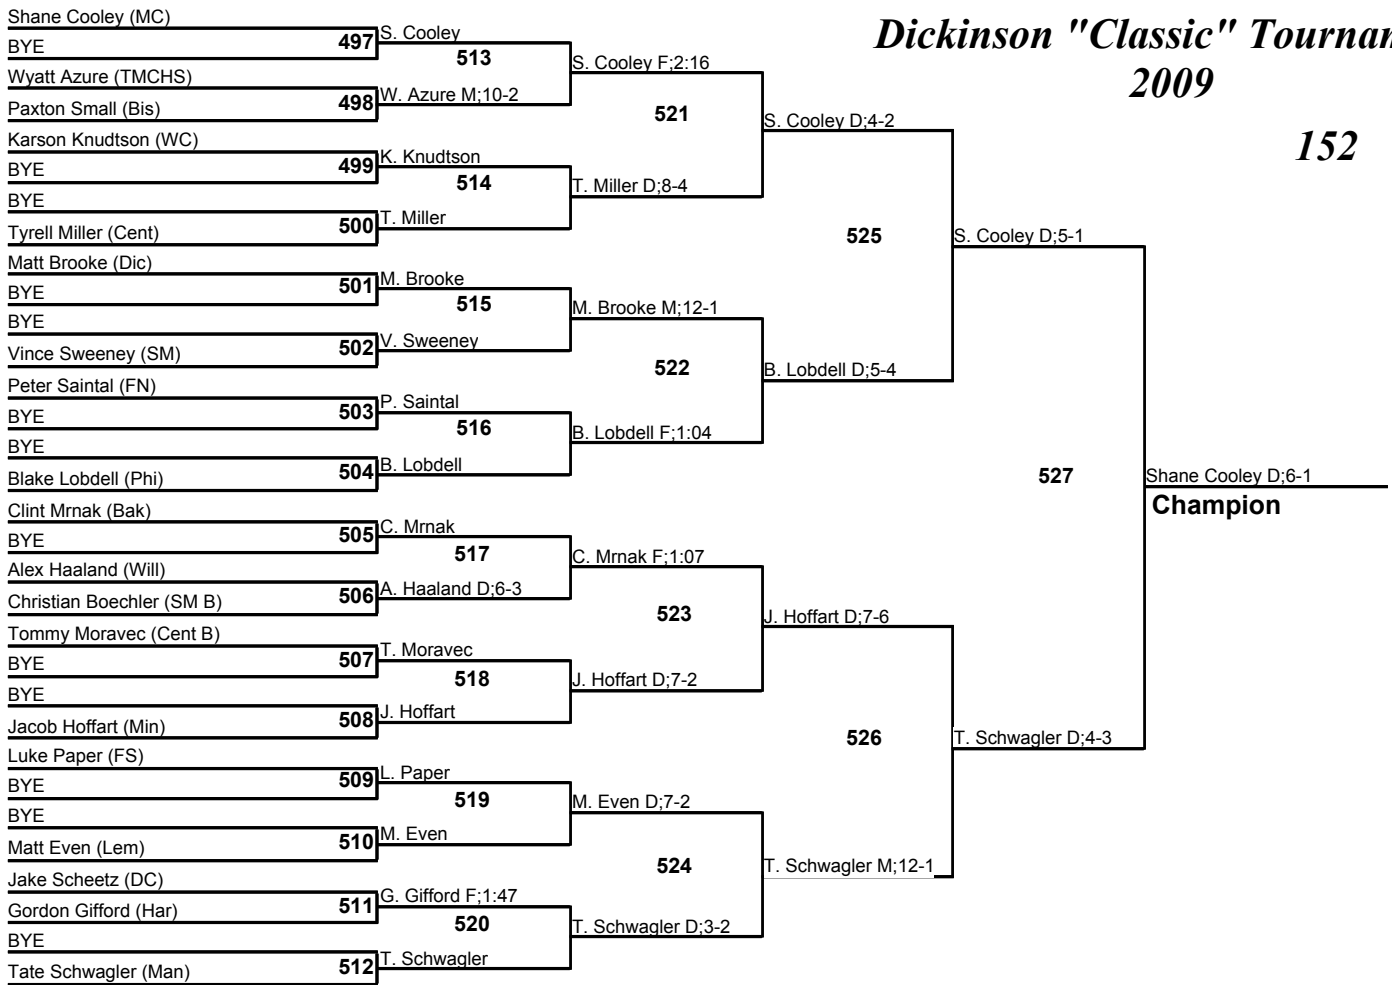 Dickinson "Classic" Tournam
2009
152
Shane Cooley (MC)
BYE
Wyatt Azure (TMCHS)
Paxton Small (Bis)
Karson Knudtson (WC)
BYE
BYE
Tyrell Miller (Cent)
Matt Brooke (Dic)
BYE
BYE
Vince Sweeney (SM)
Peter Saintal (FN)
BYE
BYE
Blake Lobdell (Phi)
Clint Mrnak (Bak)
BYE
Alex Haaland (Will)
Christian Boechler (SM B)
Tommy Moravec (Cent B)
BYE
BYE
Jacob Hoffart (Min)
Luke Paper (FS)
BYE
BYE
Matt Even (Lem)
Jake Scheetz (DC)
Gordon Gifford (Har)
BYE
Tate Schwagler (Man)
497
498
499
500
501
502
503
504
505
506
507
508
509
510
511
512
S. Cooley
513
W. Azure M;10-2
K. Knudtson
514
T. Miller
M. Brooke
515
V. Sweeney
P. Saintal
516
B. Lobdell
C. Mrnak
517
A. Haaland D;6-3
T. Moravec
518
J. Hoffart
L. Paper
519
M. Even
G. Gifford F;1:47
520
T. Schwagler
S. Cooley F;2:16
521
T. Miller D;8-4
M. Brooke M;12-1
522
B. Lobdell F;1:04
C. Mrnak F;1:07
523
J. Hoffart D;7-2
M. Even D;7-2
524
T. Schwagler D;3-2
S. Cooley D;4-2
525
B. Lobdell D;5-4
J. Hoffart D;7-6
526
T. Schwagler M;12-1
S. Cooley D;5-1
527
T. Schwagler D;4-3
Shane Cooley D;6-1
Champion